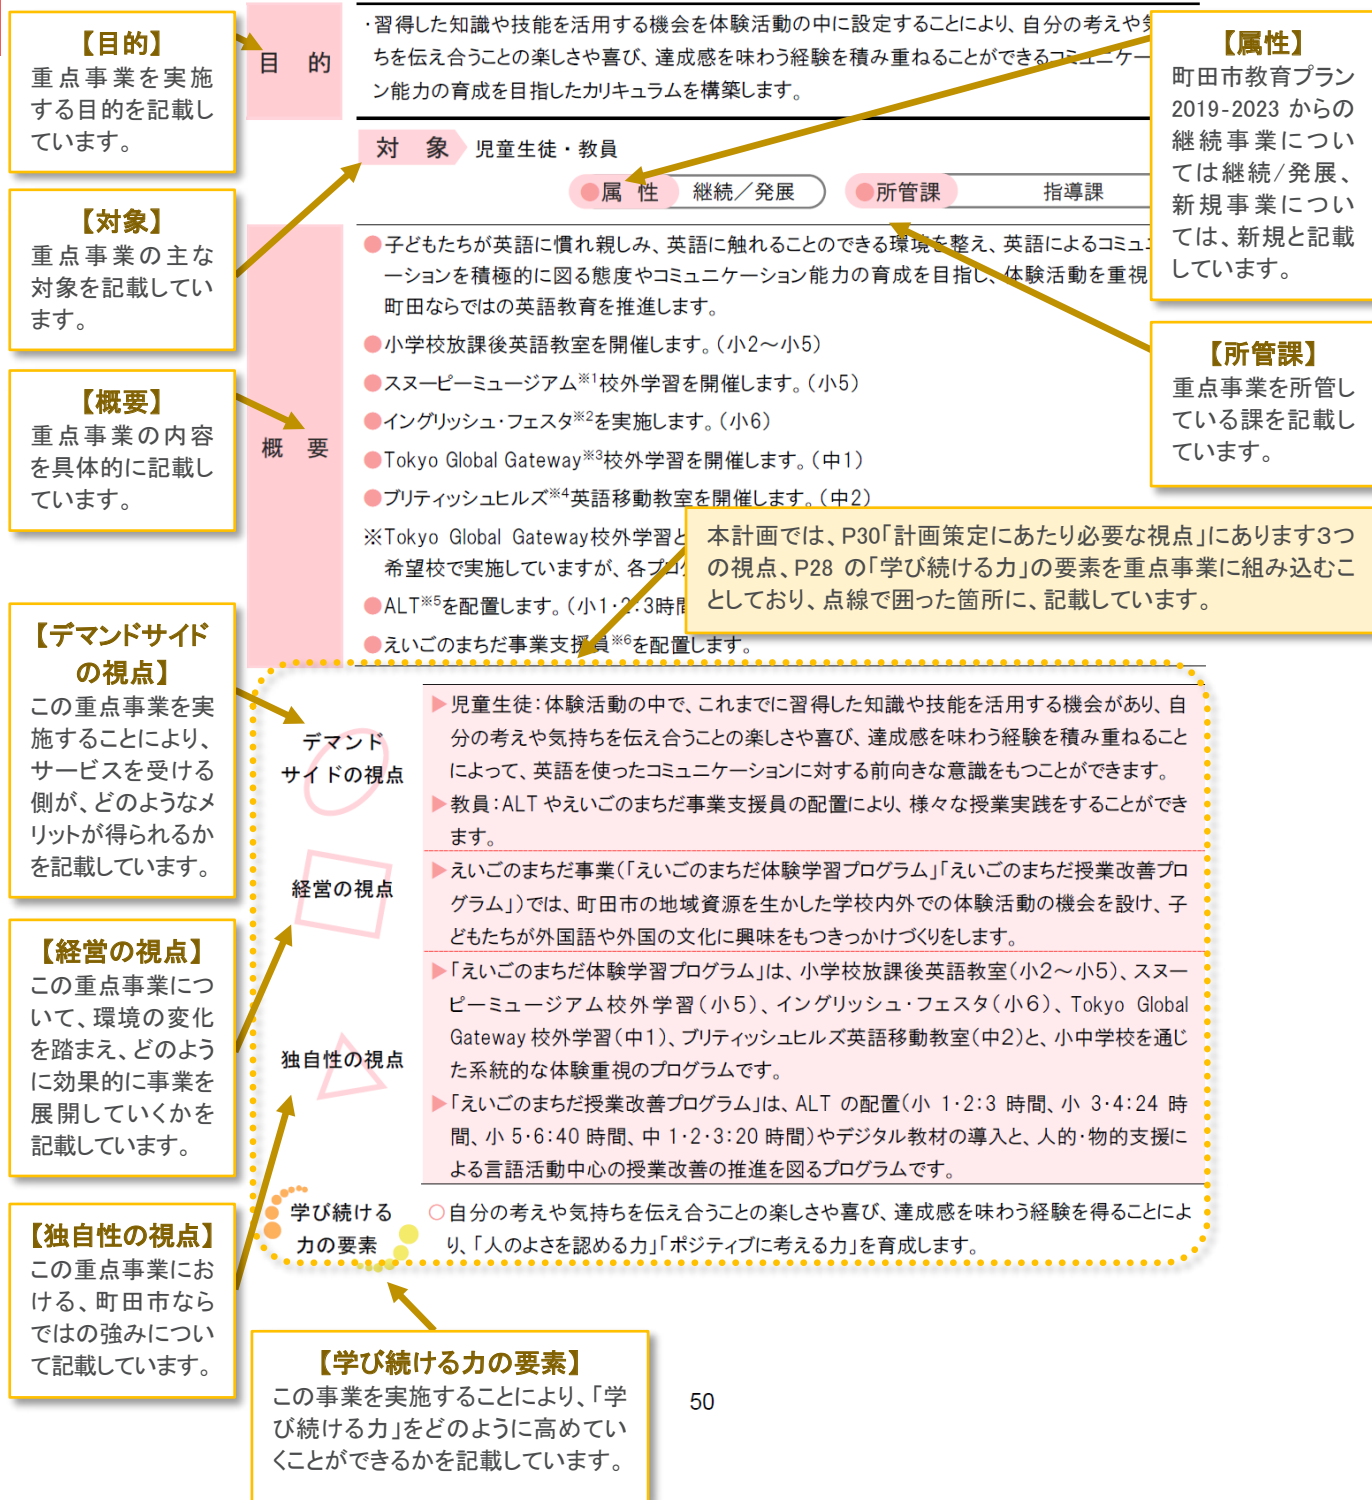 【目的】
重点事業を実施
する目的を記載し
ています。
目　的
・習得した知識や技能を活用する機会を体験活動の中に設定することにより、自分の考えや気
ちを伝え合うことの楽しさや喜び、達成感を味わう経験を積み重ねることができるコミュニケー
ン能力の育成を目指したカリキュラムを構築します。
【属性】
町田市教育プラン
2019-2023 からの
継続事業につい
ては継続/発展、
新規事業につい
ては、新規と記載
しています。
対　象　児童生徒・教員
●属 性　継続／発展　●所管課　指導課
【対象】
重点事業の主な
対象を記載してい
ます。
【所管課】
重点事業を所管し
ている課を記載し
ています。
【概要】
重点事業の内容
を具体的に記載し
ています。
概　要
●子どもたちが英語に慣れ親しみ、英語に触れることのできる環境を整え、英語によるコミュニ
ーションを積極的に図る態度やコミュニケーション能力の育成を目指し、体験活動を重視
町田ならではの英語教育を推進します。
●小学校放課後英語教室を開催します。（小2～小5）
●スヌーピーミュージアム※1校外学習を開催します。（小5）
●イングリッシュ・フェスタ※2を実施します。（小6）
●Tokyo Global Gateway※3校外学習を開催します。（中1）
●ブリティッシュヒルズ※4英語移動教室を開催します。（中2）
※Tokyo Global Gateway校外学習と
希望校で実施していますが、各プログ
●ALT※5を配置します。（小1・2:3時間
●えいごのまちだ事業支援員※6を配置します。
本計画では、P30「計画策定にあたり必要な視点」にあります３つ
の視点、P28 の「学び続ける力」の要素を重点事業に組み込むこ
としており、点線で囲った箇所に、記載しています。
【デマンドサイド
の視点】
この重点事業を実
施することにより、
サービスを受ける
側が、どのようなメ
リットが得られるか
を記載しています。
デマンド
サイドの視点
▶児童生徒：体験活動の中で、これまでに習得した知識や技能を活用する機会があり、自
分の考えや気持ちを伝え合うことの楽しさや喜び、達成感を味わう経験を積み重ねること
によって、英語を使ったコミュニケーションに対する前向きな意識をもつことができます。
▶教員：ALT やえいごのまちだ事業支援員の配置により、様々な授業実践をすることができ
ます。
【経営の視点】
この重点事業につ
いて、環境の変化
を踏まえ、どのよう
に効果的に事業を
展開していくかを
記載しています。
経営の視点
▶えいごのまちだ事業（「えいごのまちだ体験学習プログラム」「えいごのまちだ授業改善プロ
グラム」）では、町田市の地域資源を生かした学校内外での体験活動の機会を設け、子
どもたちが外国語や外国の文化に興味をもつきっかけづくりをします。
【独自性の視点】
この重点事業にお
ける、町田市なら
ではの強みについ
て記載しています。
独自性の視点
▶「えいごのまちだ体験学習プログラム」は、小学校放課後英語教室（小２～小５）、スヌー
ピーミュージアム校外学習（小５）、イングリッシュ・フェスタ（小６）、Tokyo Global
Gateway 校外学習（中１）、ブリティッシュヒルズ英語移動教室（中２）と、小中学校を通じ
た系統的な体験重視のプログラムです。
▶「えいごのまちだ授業改善プログラム」は、ALT の配置（小 1・2：3 時間、小 3・4：24 時
間、小 5・6：40 時間、中 1・2・3：20 時間）やデジタル教材の導入と、人的・物的支援に
よる言語活動中心の授業改善の推進を図るプログラムです。
学び続ける
力の要素
○自分の考えや気持ちを伝え合うことの楽しさや喜び、達成感を味わう経験を得ることによ
り、「人のよさを認める力」「ポジティブに考える力」を育成します。
【学び続ける力の要素】
この事業を実施することにより、「学
び続ける力」をどのように高めてい
くことができるかを記載しています。
50